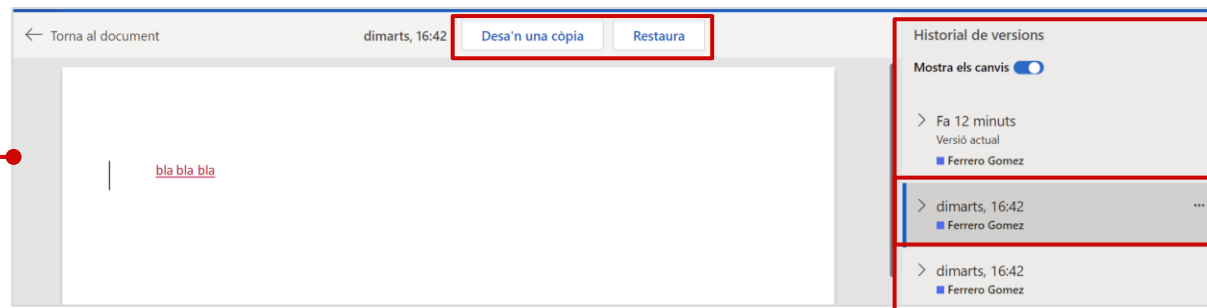 Torna al document
dimarts, 16:42
Desa'n una còpia
Restaura
bla bla bla
Historial de versions
Mostra els canvis
Fa 12 minuts
Versió actual
Ferrero Gomez
dimarts, 16:42
Ferrero Gomez
dimarts, 16:42
Ferrero Gomez